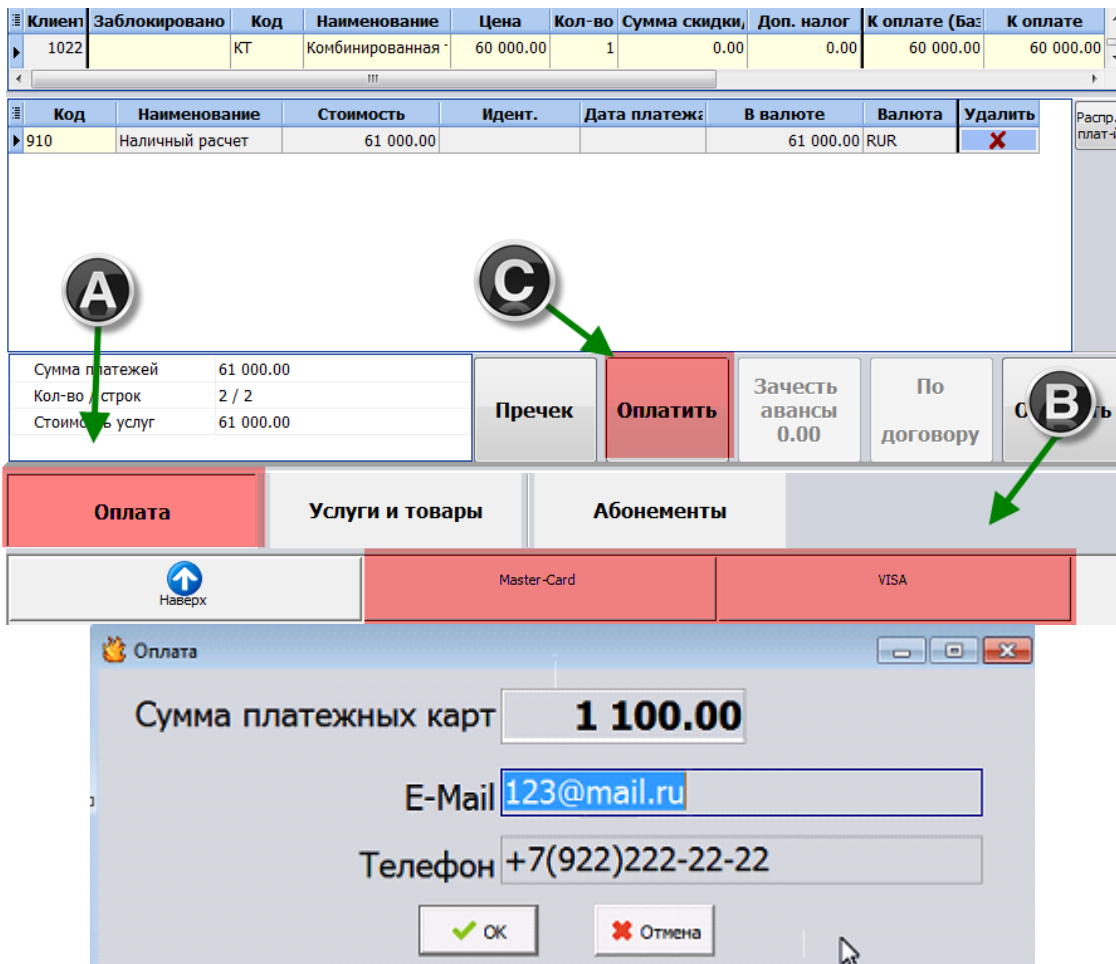 Клиент Заблокировано Код Наименование Цена Кол-во Сумма скидки, Доп. налог К оплате (Баз К оплате
1022 КТ Комбинированная 60 000.00 1 0.00 0.00 60 000.00 60 000.00
Код Наименование Стоимость Идент. Дата платежа В валюте Валюта Удалить
Распр.
плат-й
910 Наличный расчет 61 000.00 61 000.00 RUR
A
C
B
Сумма платежей 61 000.00
Кол-во / строк 2 / 2
Стоимость услуг 61 000.00
Пречек
Оплатить
Зачесть
авансы
0.00
По
договору
Оплата Услуги и товары Абонементы
Наверх
Master-Card
VISA
Оплата
Сумма платежных карт 1 100.00
E-Mail 123@mail.ru
Телефон +7(922)222-22-22
OK
Отмена